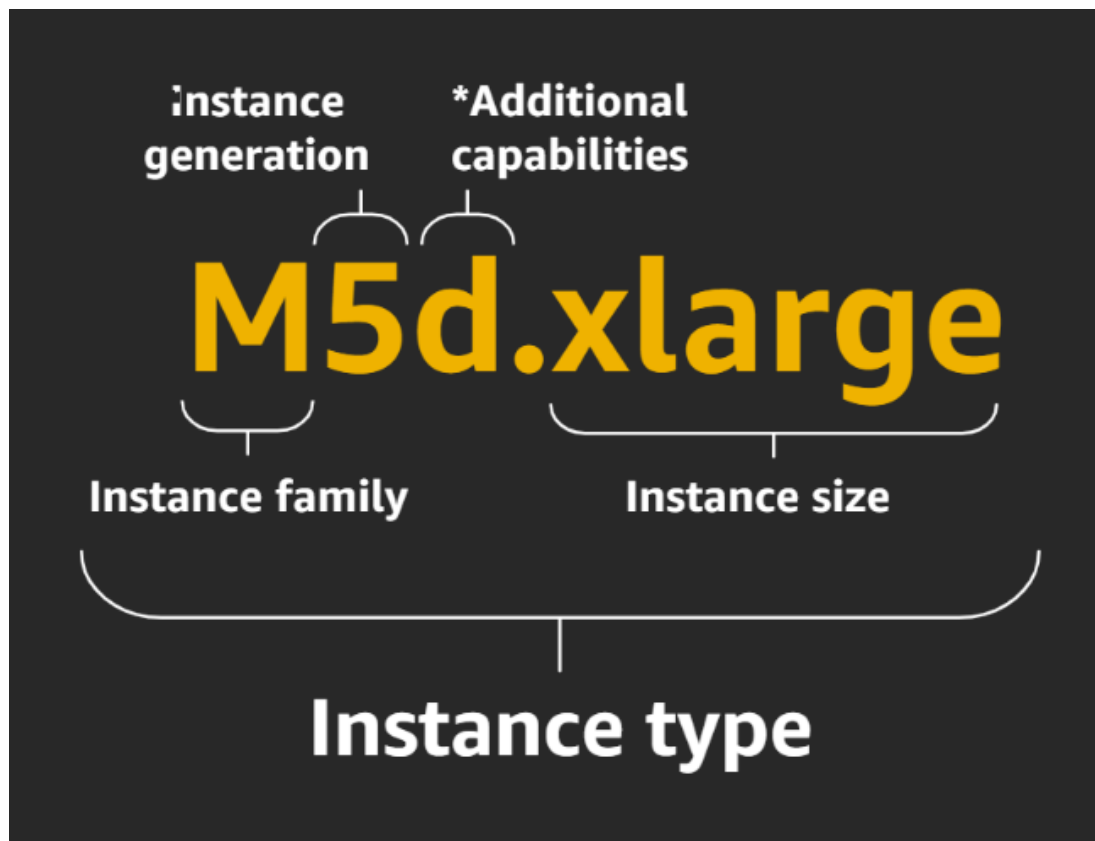 instance
generation
*Additional
capabilities
M5d.xlarge
Instance family
Instance size
Instance type